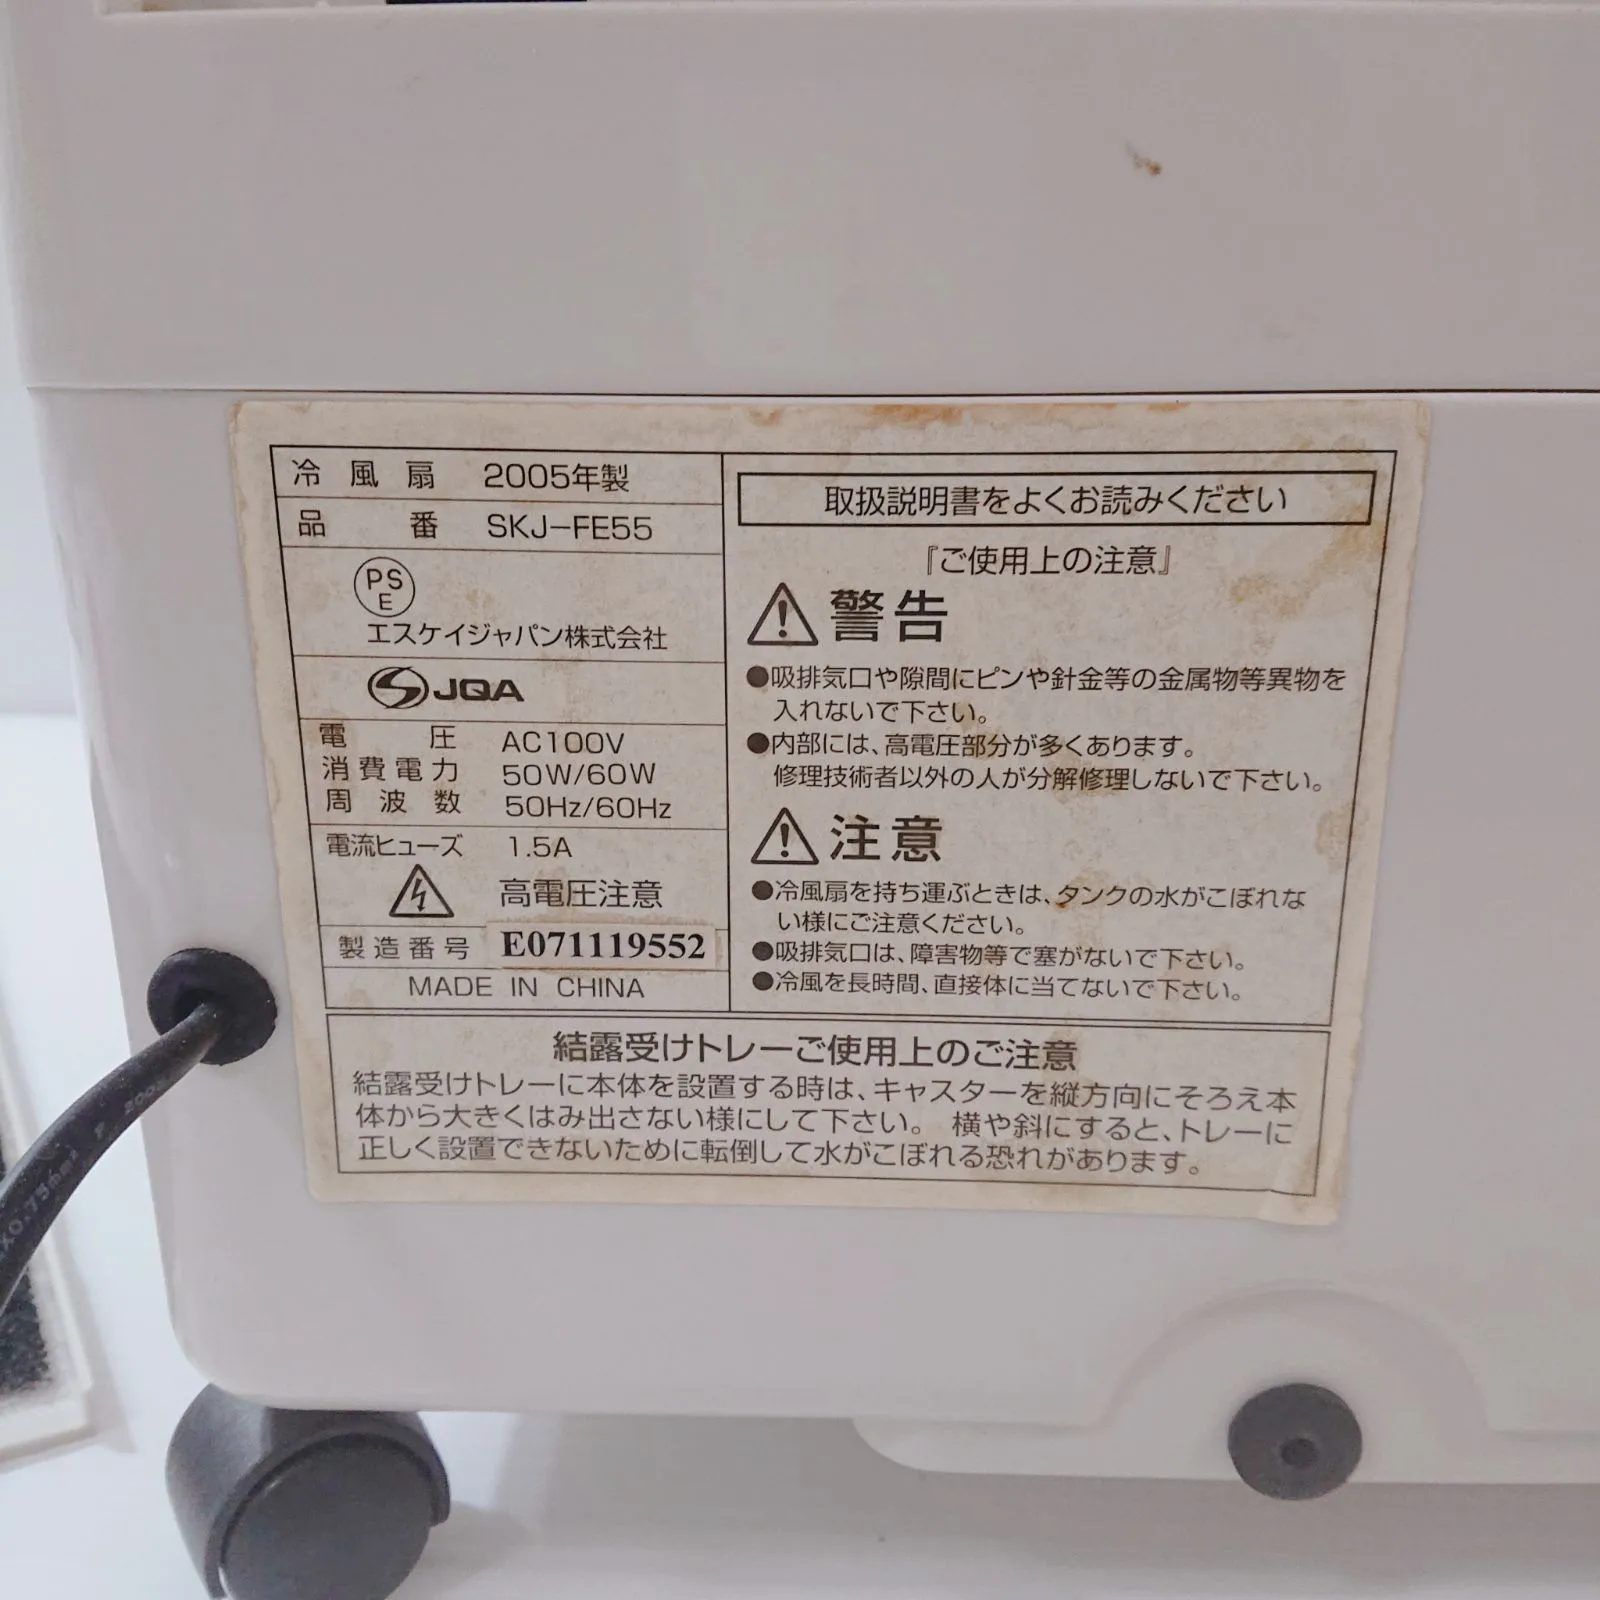 冷風扇 2005年製
品番 SKJ-FE55
PS
E
エスケイジャパン株式会社
JQA
電圧 AC100V
消費電力 50W/60W
周波数 50Hz/60Hz
電流ヒューズ 1.5A
高電圧注意
製造番号 E071119552
MADE IN CHINA
取扱説明書をよくお読みください
『ご使用上の注意』
警告
●吸排気口や隙間にピンや針金等の金属物等異物を
入れないで下さい。
●内部には、高電圧部分が多くあります。
修理技術者以外の人が分解修理しないで下さい。
注意
●冷風扇を持ち運ぶときは、タンクの水がこぼれな
い様にご注意ください。
●吸排気口は、障害物等で塞がないで下さい。
●冷風を長時間、直接体に当てないで下さい。
結露受けトレーご使用上のご注意
結露受けトレーに本体を設置する時は、キャスターを縦方向にそろえ本
体から大きくはみ出さない様にして下さい。 横や斜にすると、トレーに
正しく設置できないために転倒して水がこぼれる恐れがあります。